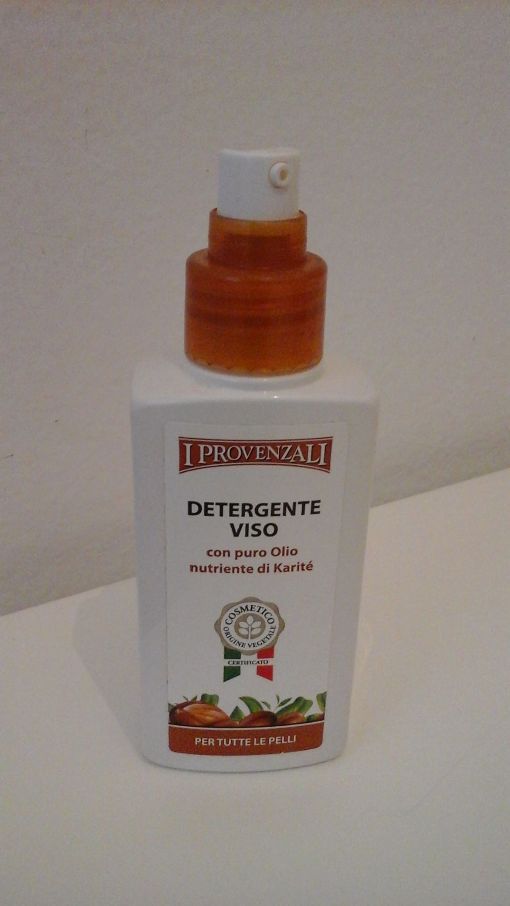 I PROVENZALI
DETERGENTE
VISO
con puro Olio
nutriente di Karité
COSMETICO
ORIGINE VEGETALE
CERTIFICATO
PER TUTTE LE PELLI